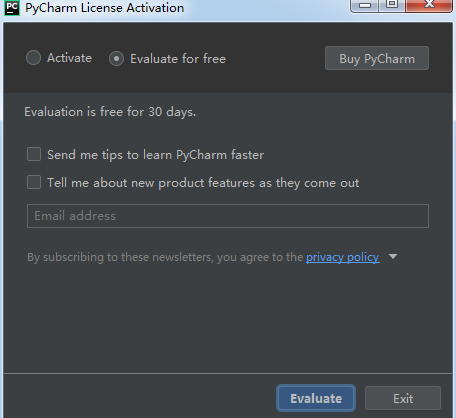 PC PyCharm License Activation
Activate Evaluate for free Buy PyCharm
Evaluation is free for 30 days.
Send me tips to learn PyCharm faster
Tell me about new product features as they come out
Email address
By subscribing to these newsletters, you agree to the privacy policy
Evaluate Exit